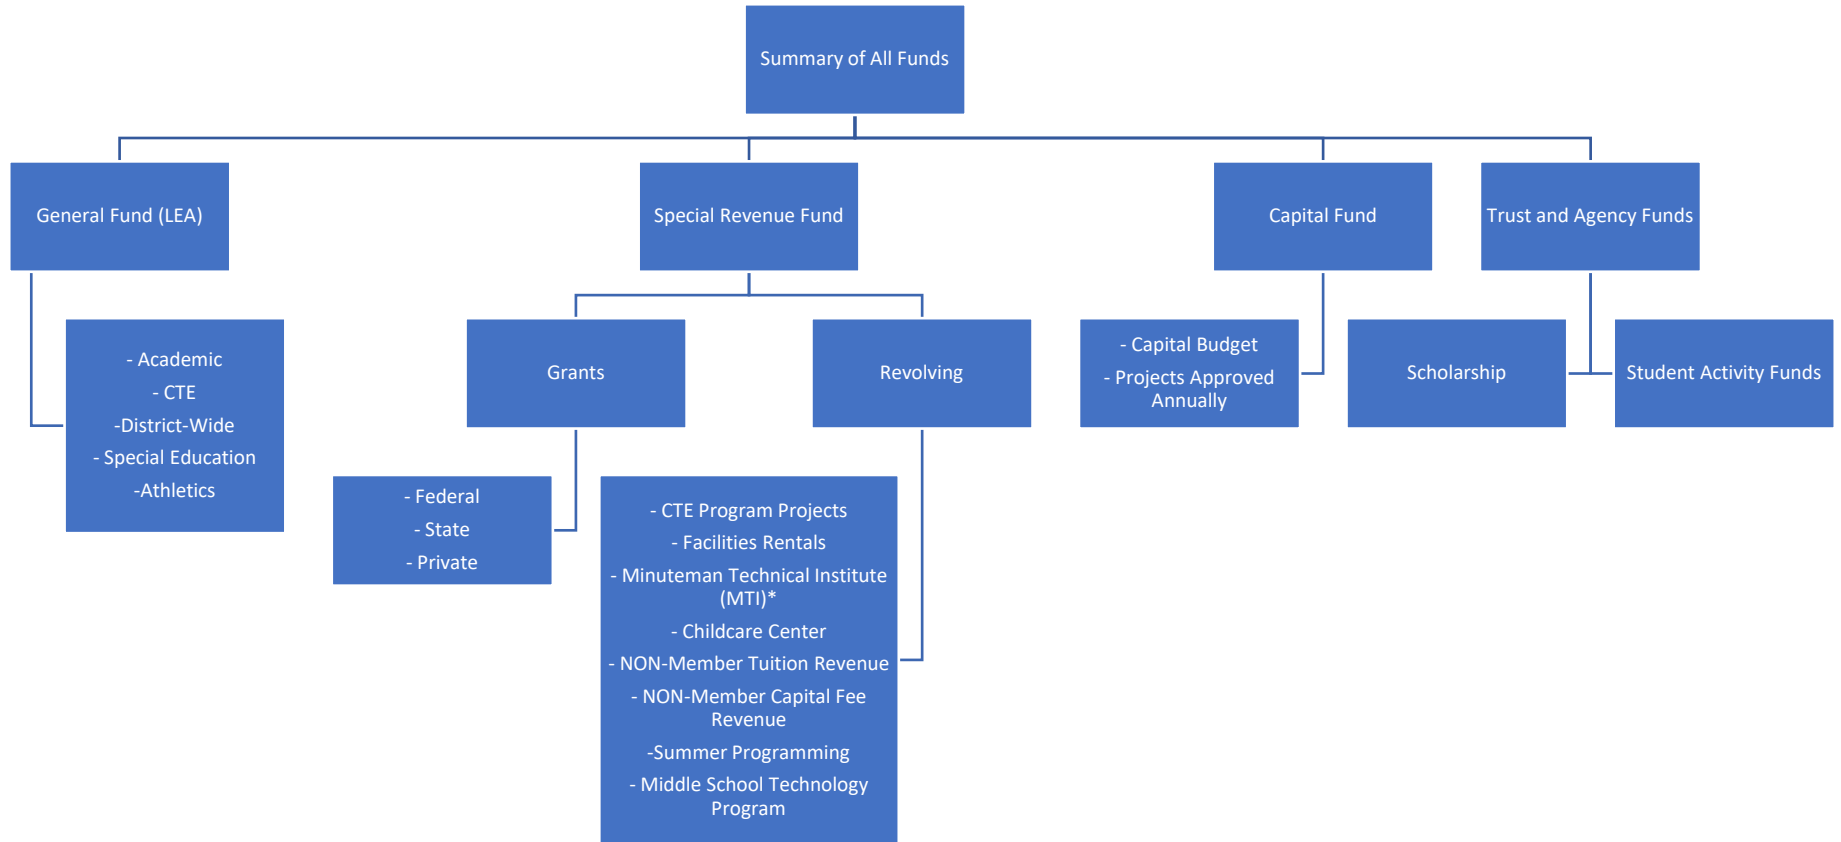 Summary of All Funds
General Fund (LEA)
Special Revenue Fund
Capital Fund
Trust and Agency Funds
- Academic
- CTE
-District-Wide
- Special Education
-Athletics
Grants
Revolving
- Capital Budget
- Projects Approved
Annually
Scholarship
Student Activity Funds
- Federal
- State
- Private
- CTE Program Projects
- Facilities Rentals
- Minuteman Technical Institute
(MTI)*
- Childcare Center
- NON-Member Tuition Revenue
- NON-Member Capital Fee
Revenue
-Summer Programming
- Middle School Technology
Program